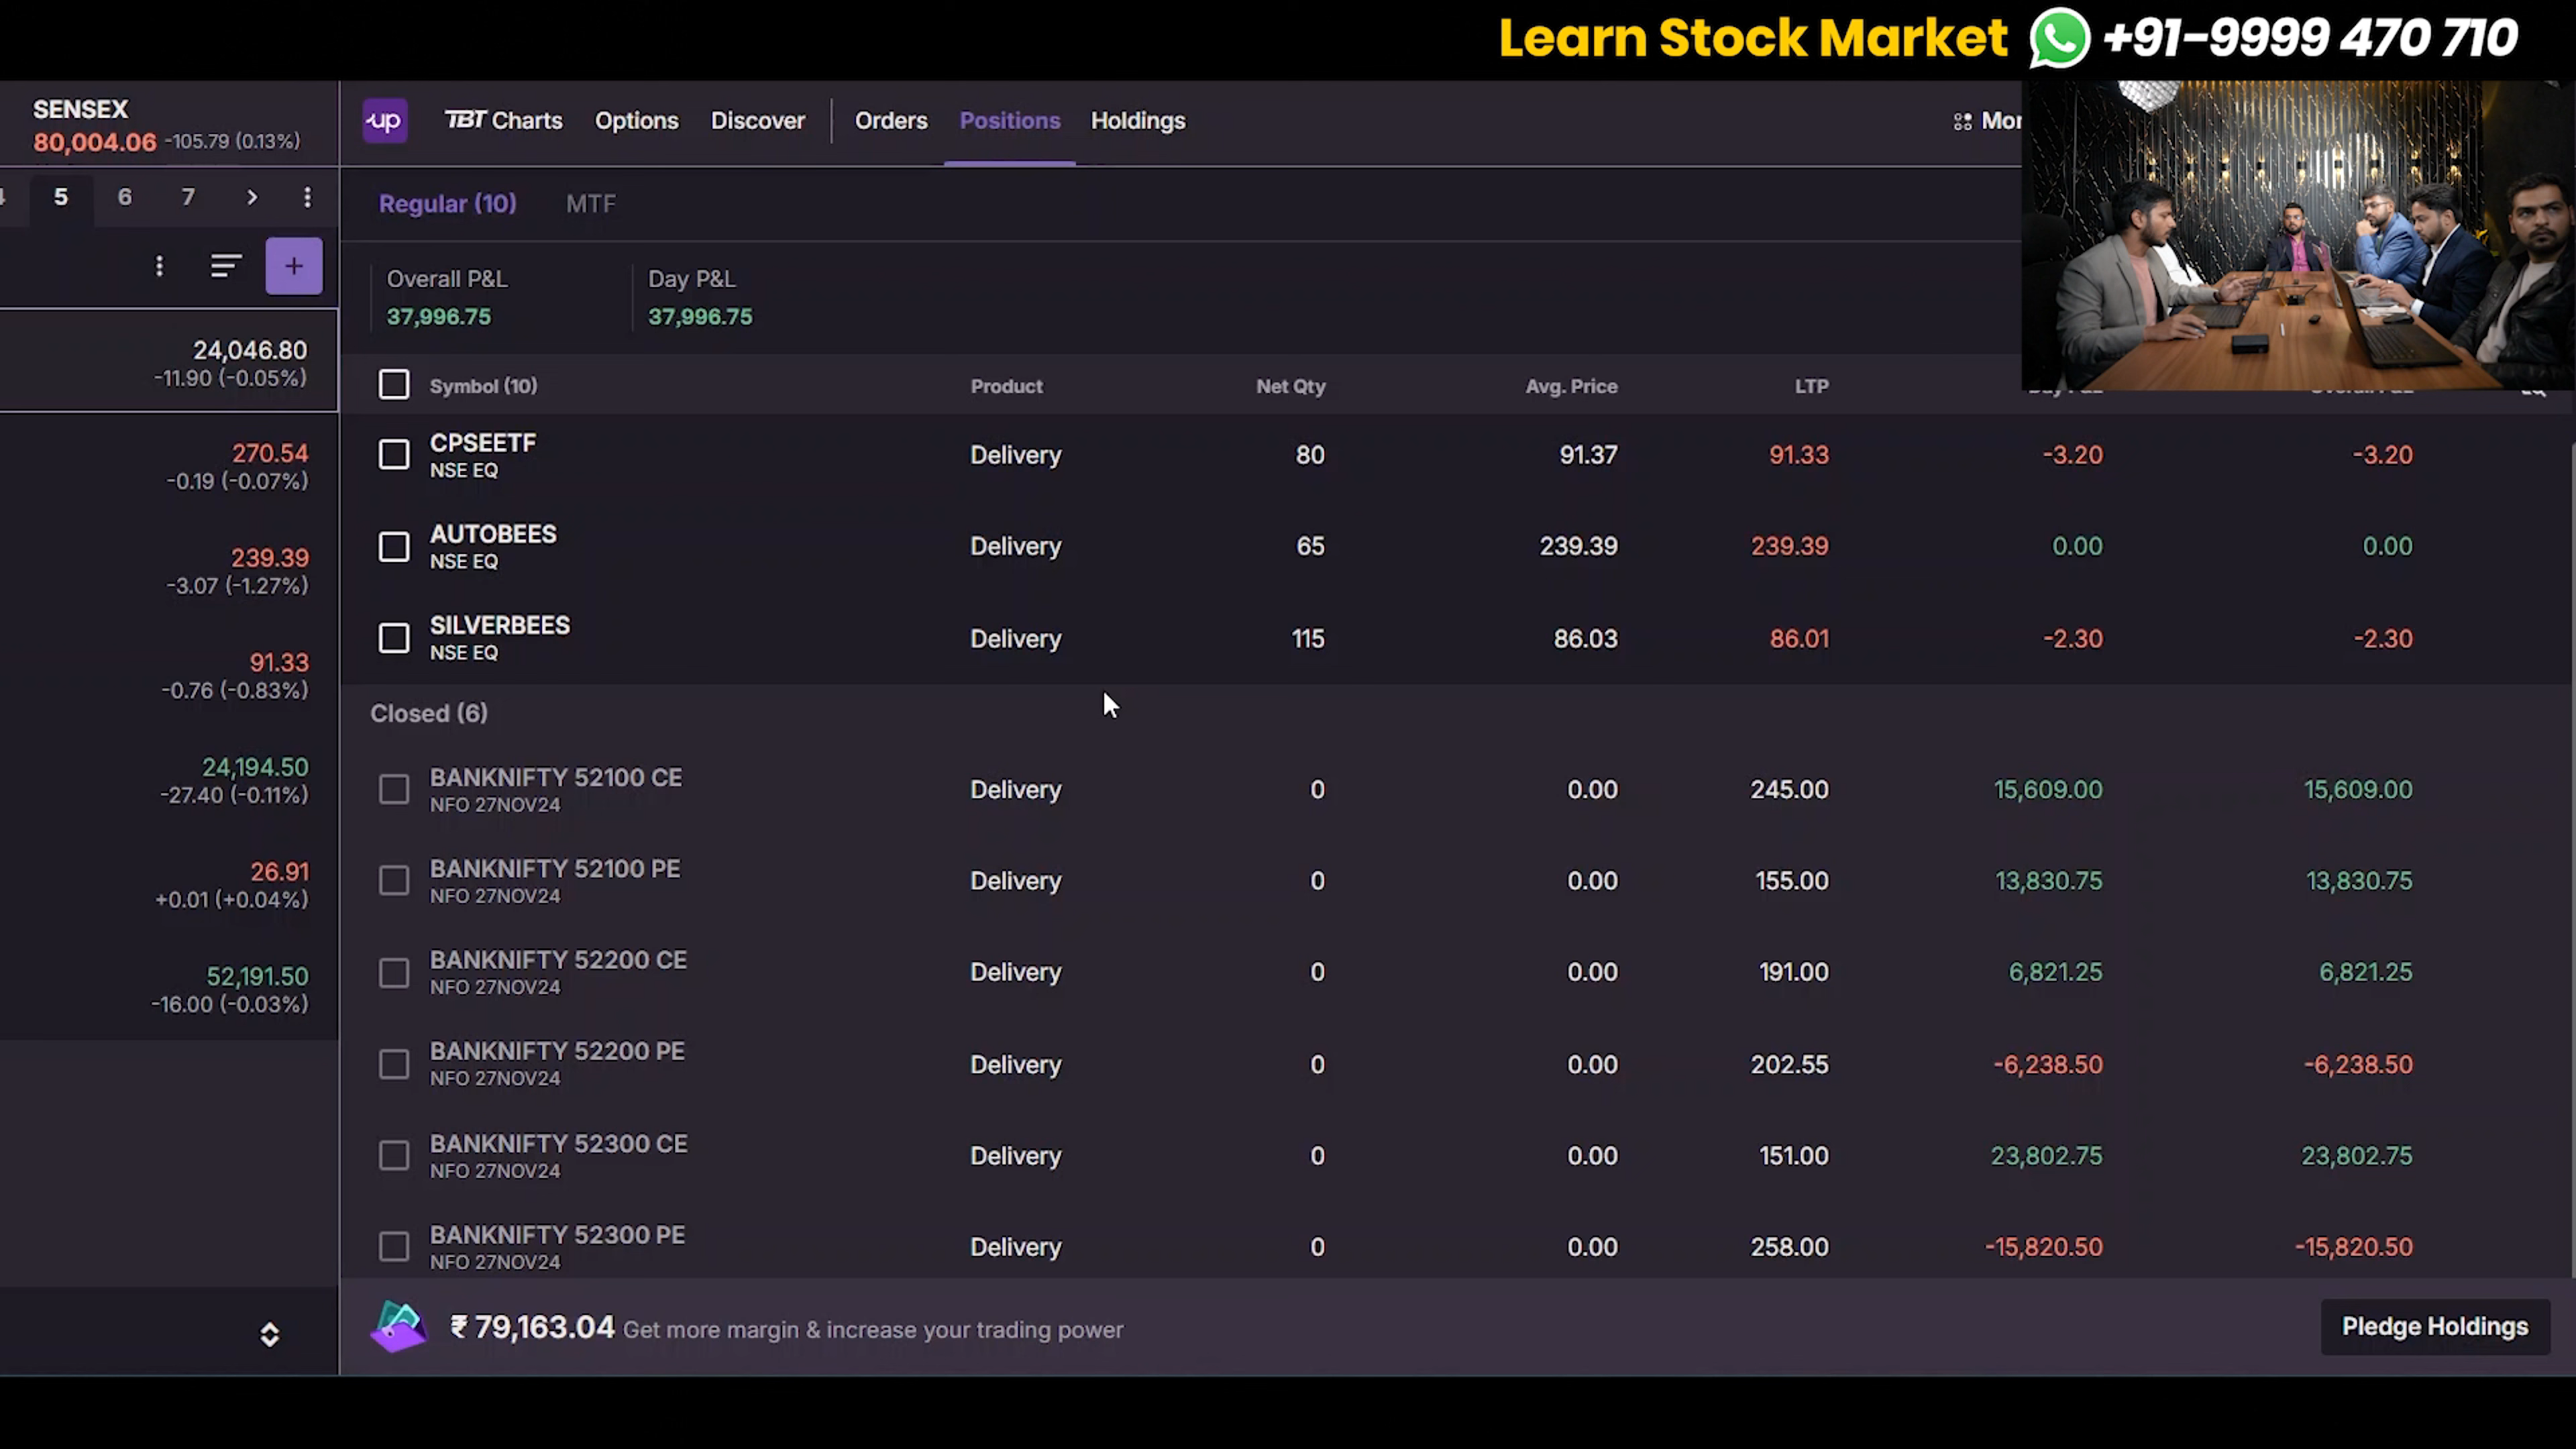 Learn Stock Market +91-9999 470 710
SENSEX
80,004.06 -105.79 (0.13%)
up TBT Charts Options Discover Orders Positions Holdings
5 6 7
Regular (10) MTF
+
Overall P&L Day P&L
37,996.75 37,996.75
24,046.80
-11.90 (-0.05%)
Symbol (10) Product Net Qty Avg. Price LTP
270.54
-0.19 (-0.07%)
CPSEETF Delivery 80 91.37 91.33 -3.20 -3.20
NSE EQ
239.39
-3.07 (-1.27%)
AUTOBEES Delivery 65 239.39 239.39 0.00 0.00
NSE EQ
91.33
-0.76 (-0.83%)
SILVERBEES Delivery 115 86.03 86.01 -2.30 -2.30
NSE EQ
Closed (6)
24,194.50
-27.40 (-0.11%)
BANKNIFTY 52100 CE Delivery 0 0.00 245.00 15,609.00 15,609.00
NFO 27NOV24
26.91
+0.01 (+0.04%)
BANKNIFTY 52100 PE Delivery 0 0.00 155.00 13,830.75 13,830.75
NFO 27NOV24
52,191.50
-16.00 (-0.03%)
BANKNIFTY 52200 CE Delivery 0 0.00 191.00 6,821.25 6,821.25
NFO 27NOV24
BANKNIFTY 52200 PE Delivery 0 0.00 202.55 -6,238.50 -6,238.50
NFO 27NOV24
BANKNIFTY 52300 CE Delivery 0 0.00 151.00 23,802.75 23,802.75
NFO 27NOV24
BANKNIFTY 52300 PE Delivery 0 0.00 258.00 -15,820.50 -15,820.50
NFO 27NOV24
₹ 79,163.04 Get more margin & increase your trading power Pledge Holdings